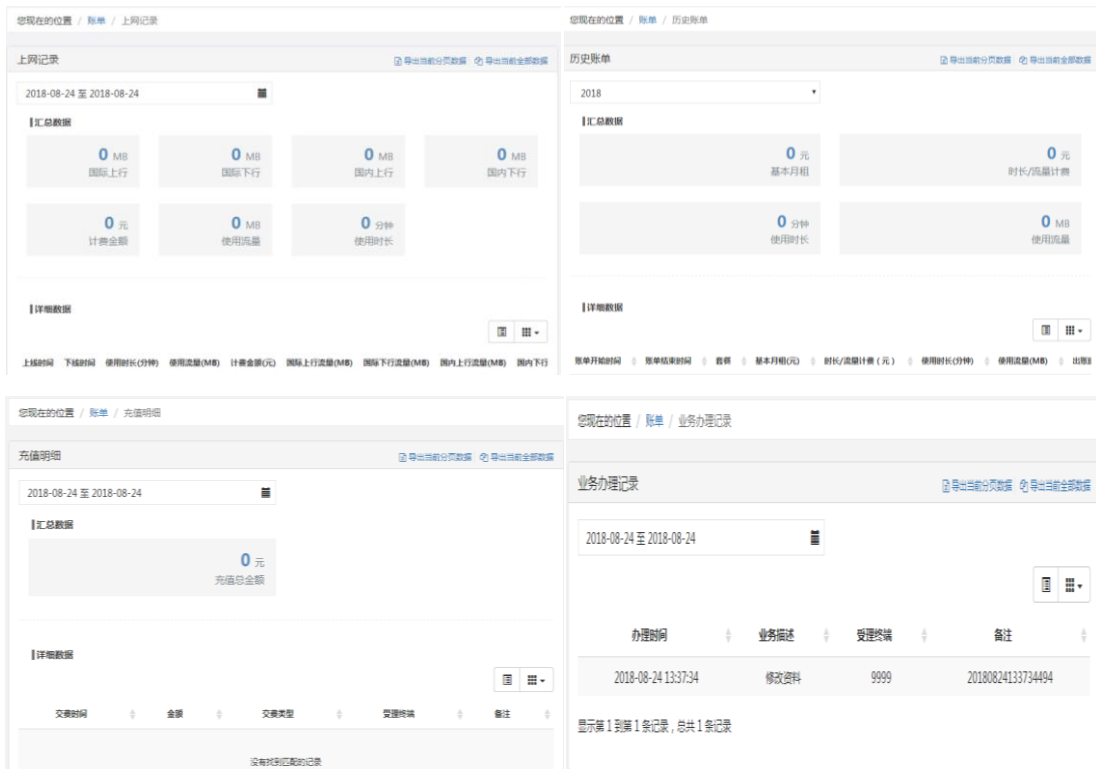 您现在的位置 / 账单 / 上网记录
上网记录
导出当前分页数据 导出当前全部数据
2018-08-24 至 2018-08-24
汇总数据
0 MB 0 MB 0 MB 0 MB
国际上行 国际下行 国内上行 国内下行
0 元 0 MB 0 分钟
计费金额 使用流量 使用时长
详细数据
上线时间 下线时间 使用时长(分钟) 使用流量(MB) 计费金额(元) 国际上行流量(MB) 国际下行流量(MB) 国内上行流量(MB) 国内下行
您现在的位置 / 账单 / 历史账单
历史账单
导出当前分页数据 导出当前全部数据
2018
汇总数据
0 元 0 元
基本月租 时长/流量计费
0 分钟 0 MB
使用时长 使用流量
详细数据
账单开始时间 账单结束时间 套餐 基本月租(元) 时长/流量计费(元) 使用时长(分钟) 使用流量(MB) 出账
您现在的位置 / 账单 / 充值明细
充值明细
导出当前分页数据 导出当前全部数据
2018-08-24 至 2018-08-24
汇总数据
0 元
充值总金额
详细数据
交费时间 金额 交费类型 受理终端 备注
没有找到匹配的记录
您现在的位置 / 账单 / 业务办理记录
业务办理记录
导出当前分页数据 导出当前全部数据
2018-08-24 至 2018-08-24
办理时间 业务描述 受理终端 备注
2018-08-24 13:37:34 修改资料 9999 20180824133734494
显示第 1 到第 1 条记录，总共 1 条记录